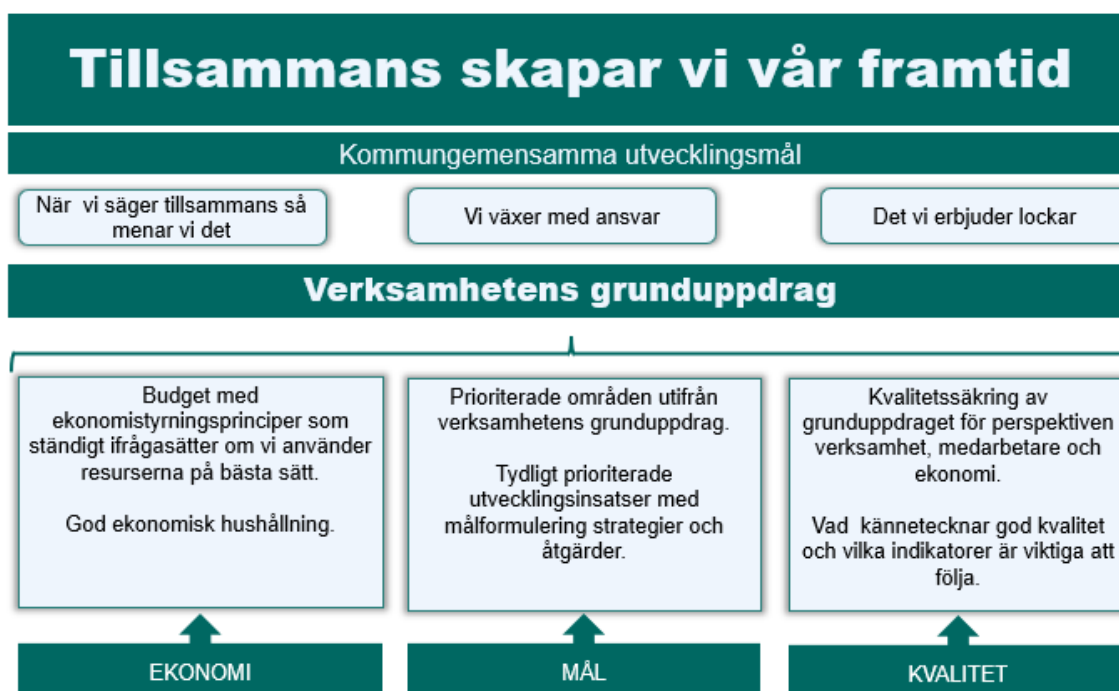 Tillsammans skapar vi vår framtid
Kommungemensamma utvecklingsmål
När vi säger tillsammans så
menar vi det
Vi växer med ansvar
Det vi erbjuder lockar
Verksamhetens grunduppdrag
Budget med
ekonomistyrningsprinciper som
ständigt ifrågasätter om vi använder
resurserna på bästa sätt.
God ekonomisk hushållning.
Prioriterade områden utifrån
verksamhetens grunduppdrag.
Tydligt prioriterade
utvecklingsinsatser med
målformulering strategier och
åtgärder.
Kvalitetssäkring av
grunduppdraget för perspektiven
verksamhet, medarbetare och
ekonomi.
Vad kännetecknar god kvalitet
och vilka indikatorer är viktiga att
följa.
EKONOMI
MÅL
KVALITET